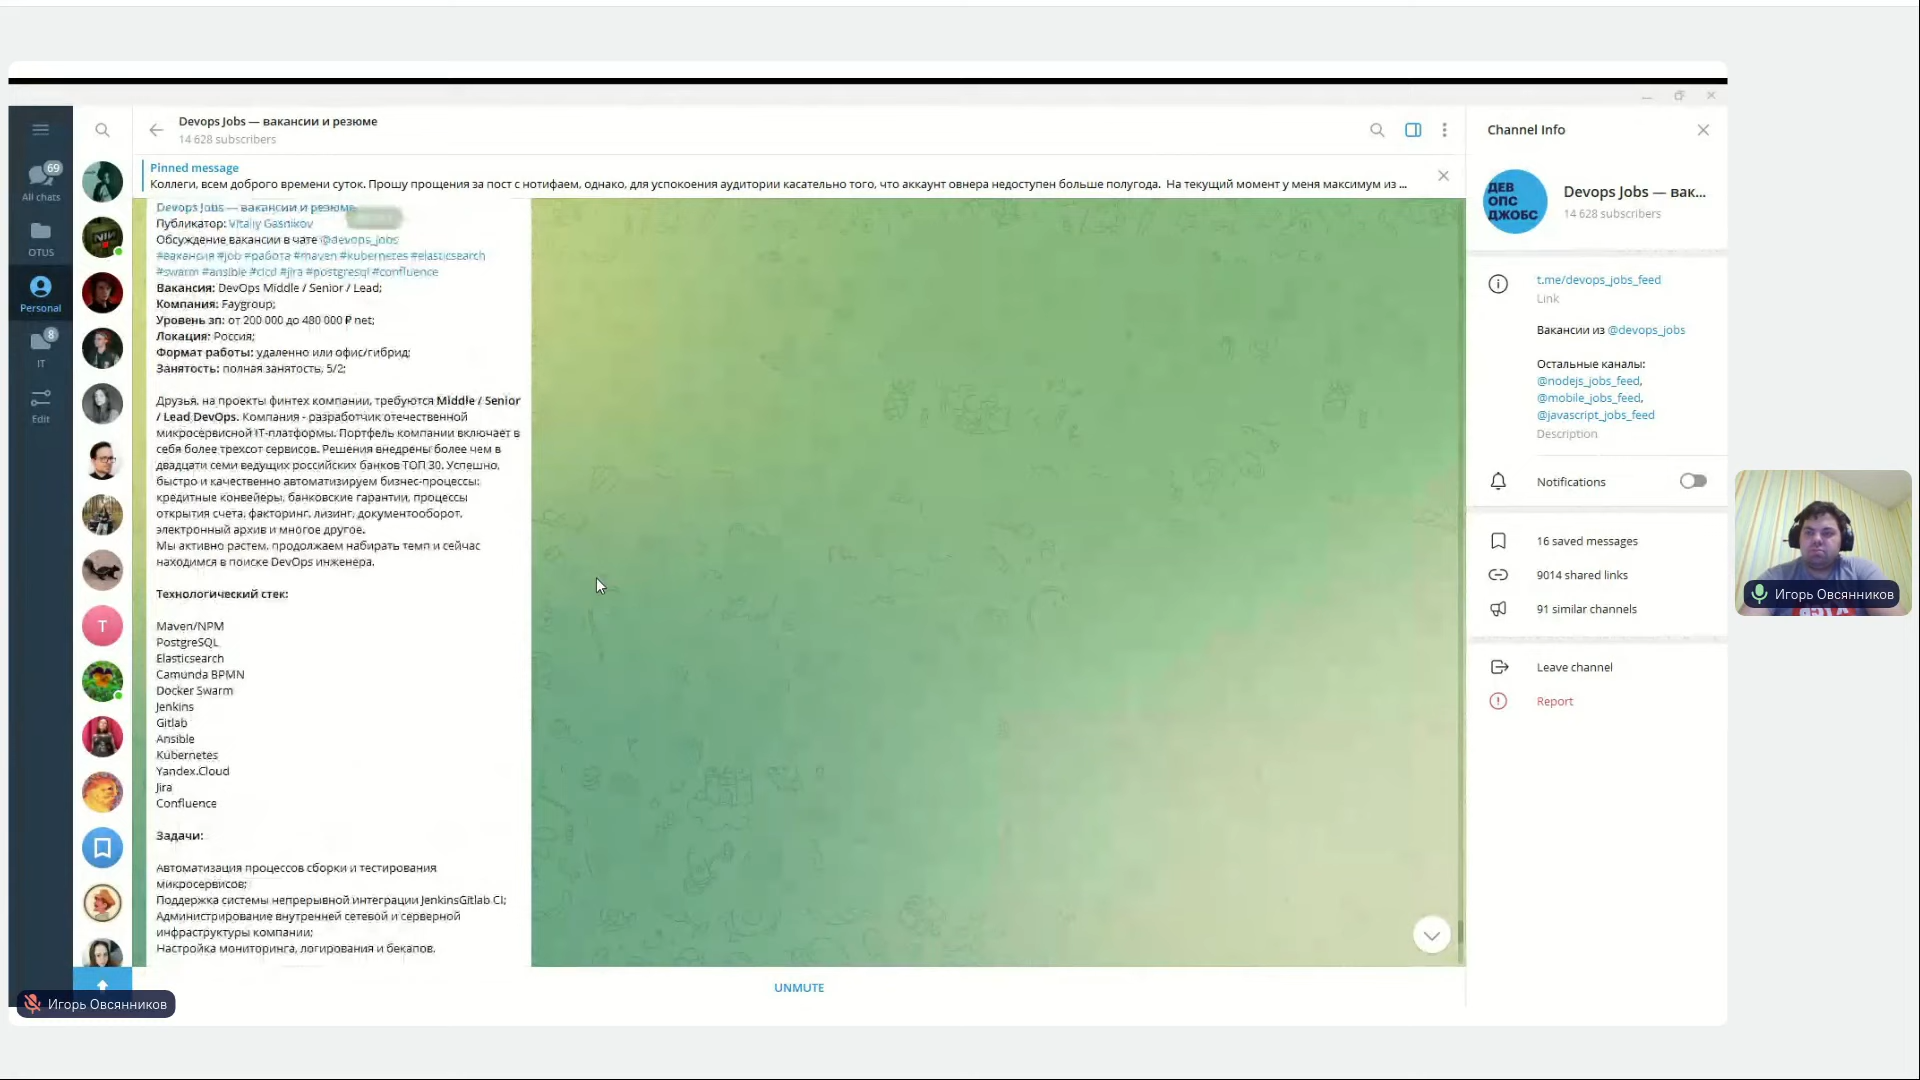 Devops Jobs — вакансии и резюме
14 628 subscribers
Pinned message
Коллеги, всем доброго времени суток. Прошу прощения за пост с нотифаем, однако, для успокоения аудитории касательно того, что аккаунт овнера недоступен больше полугода. На текущий момент у меня максимум из ...
69
All chats
OTUS
Personal
8
IT
Edit
T
Devops Jobs — вакансии и резюме
Публикатор: Vitaliy Gasnikov
Обсуждение вакансии в чате @devops_jobs
#вакансия #job #работа #maven #kubernetes #elasticsearch
#swarm #ansible #cicd #jira #postgresql #confluence
Вакансия: DevOps Middle / Senior / Lead;
Компания: Faygroup;
Уровень зп: от 200 000 до 480 000 ₽ net;
Локация: Россия;
Формат работы: удаленно или офис/гибрид;
Занятость: полная занятость, 5/2;
Друзья, на проекты финтех компании, требуются Middle / Senior
/ Lead DevOps. Компания - разработчик отечественной
микросервисной IT-платформы. Портфель компании включает в
себя более трехсот сервисов. Решения внедрены более чем в
двадцати семи ведущих российских банков ТОП 30. Успешно,
быстро и качественно автоматизируем бизнес-процессы:
кредитные конвейеры, банковские гарантии, процессы
открытия счета, факторинг, лизинг, документооборот,
электронный архив и многое другое.
Мы активно растем, продолжаем набирать темп и сейчас
находимся в поиске DevOps инженера.
Технологический стек:
Maven/NPM
PostgreSQL
Elasticsearch
Camunda BPMN
Docker Swarm
Jenkins
Gitlab
Ansible
Kubernetes
Yandex.Cloud
Jira
Confluence
Задачи:
Автоматизация процессов сборки и тестирования
микросервисов;
Поддержка системы непрерывной интеграции JenkinsGitlab CI;
Администрирование внутренней сетевой и серверной
инфраструктуры компании;
Настройка мониторинга, логирования и бекапов.
UNMUTE
Channel Info
ДЕВ
ОПС
ДЖОБС
Devops Jobs — вак...
14 628 subscribers
t.me/devops_jobs_feed
Link
Вакансии из @devops_jobs
Остальные каналы:
@nodejs_jobs_feed,
@mobile_jobs_feed,
@javascript_jobs_feed
Description
Notifications
16 saved messages
9014 shared links
91 similar channels
Leave channel
Report
Игорь Овсянников
Игорь Овсянников